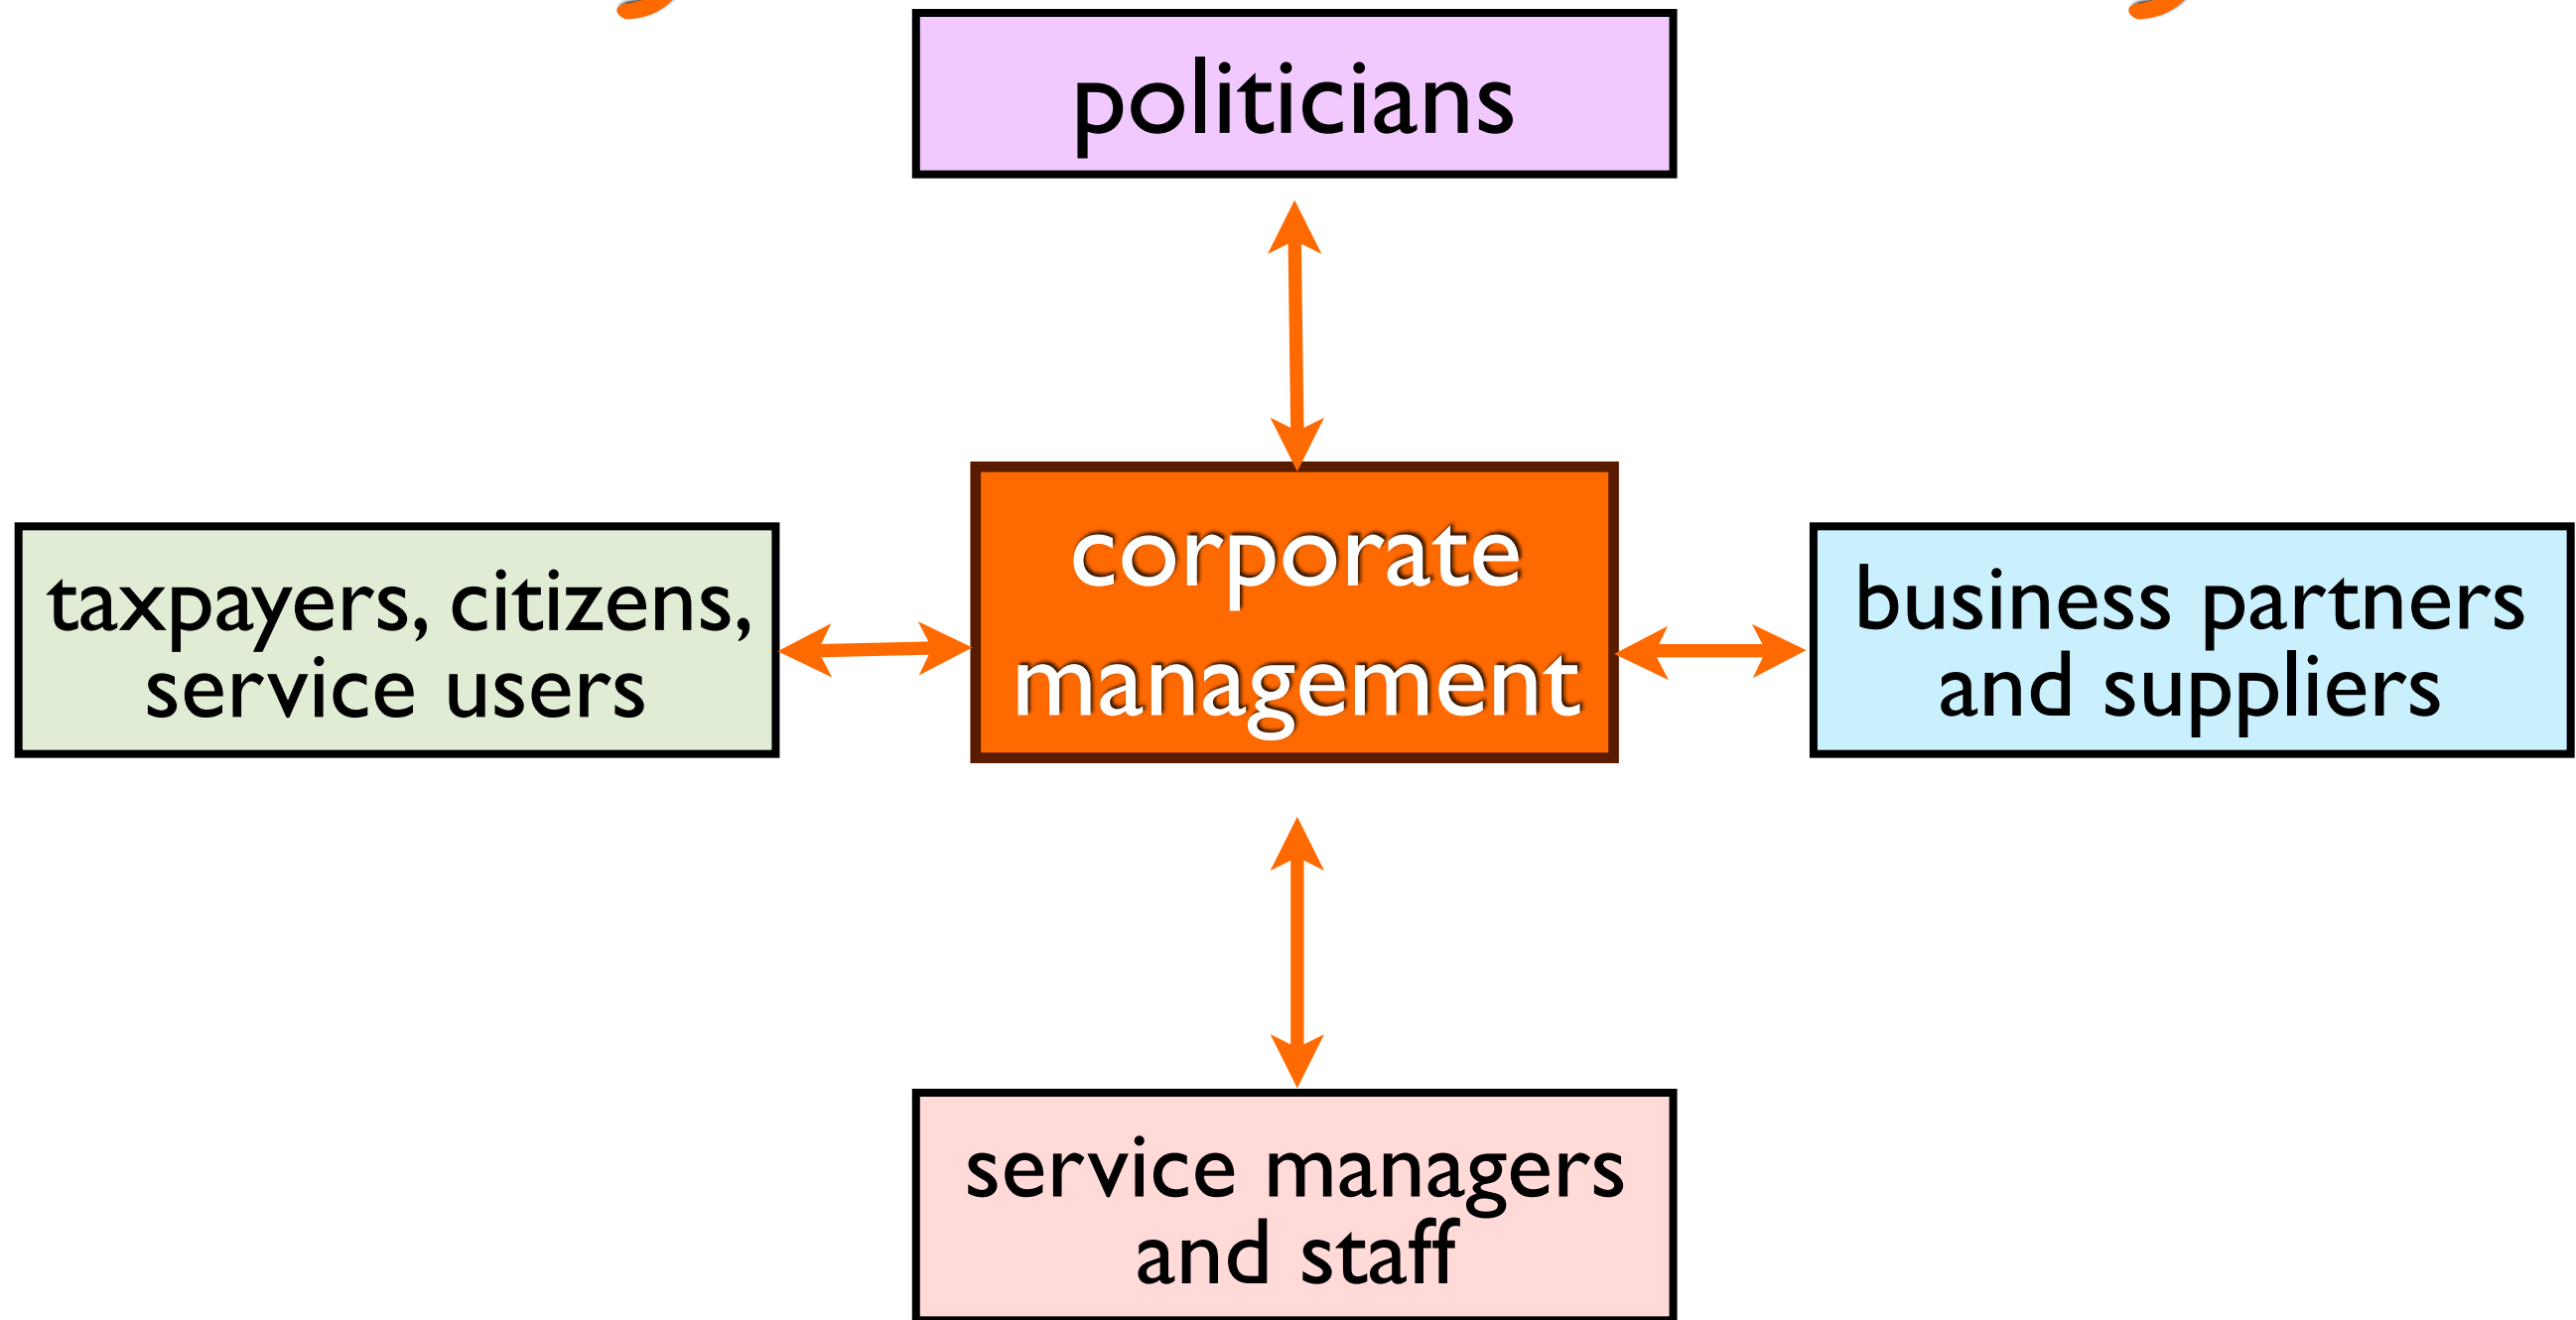 politicians
corporate
management
taxpayers, citizens,
service users
business partners
and suppliers
service managers
and staff